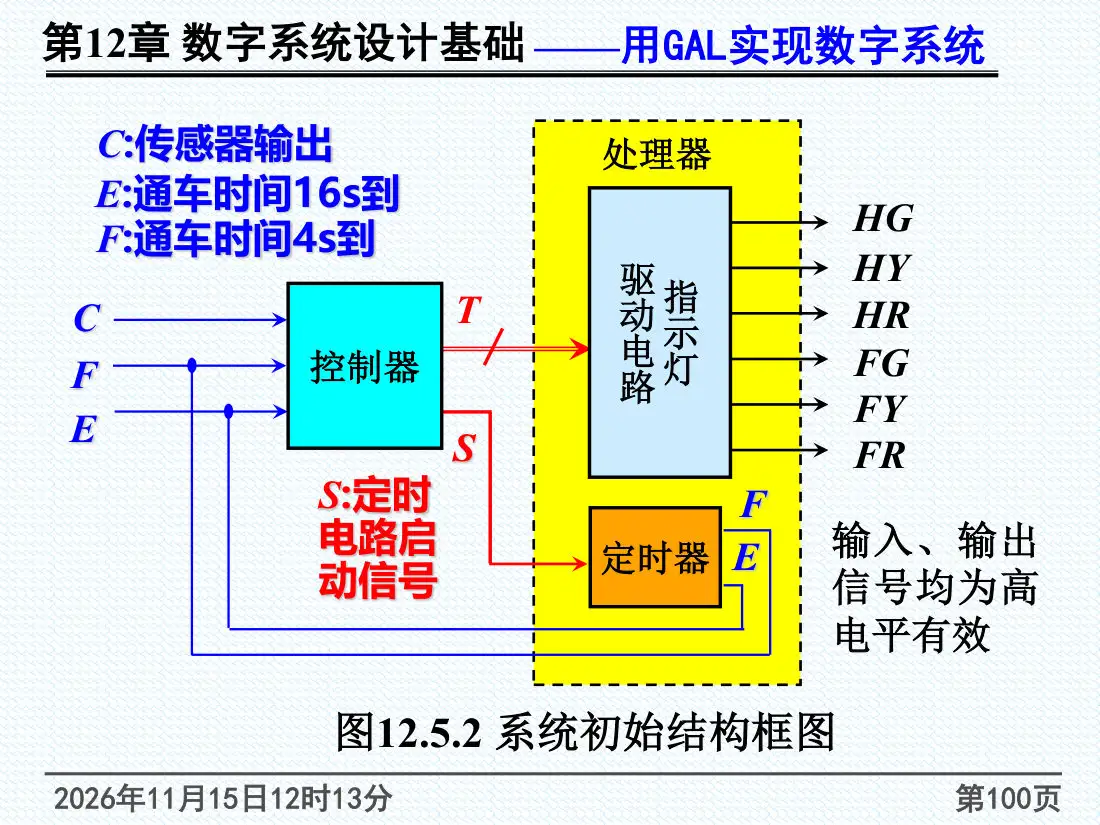 第12章 数字系统设计基础 ——用GAL实现数字系统
C:传感器输出
E:通车时间16s到
F:通车时间4s到
处理器
C
F
E
控制器
T
S
S:定时
电路启
动信号
驱动电路
指示灯
HG
HY
HR
FG
FY
FR
定时器
F
E
输入、输出
信号均为高
电平有效
图12.5.2 系统初始结构框图
2026年11月15日12时13分
第100页